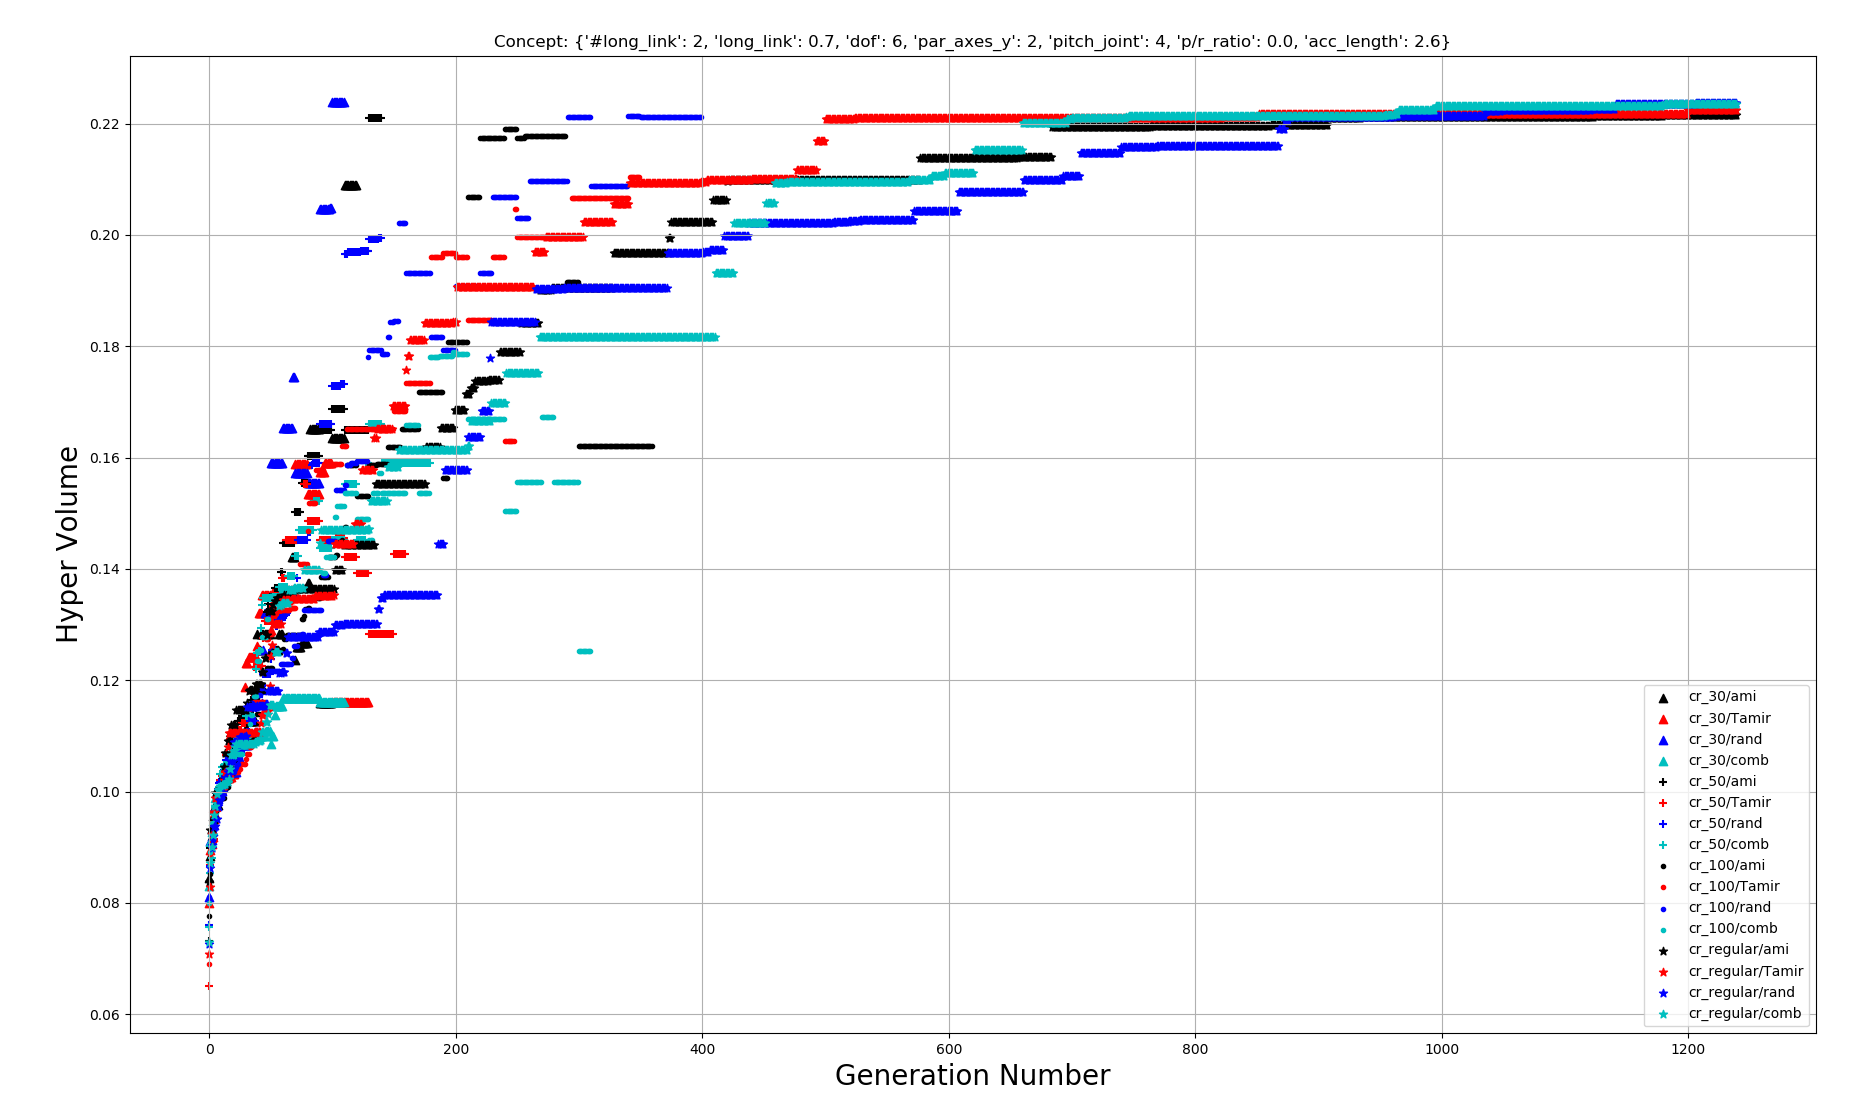 Concept: {'#long_link': 2, 'long_link': 0.7, 'dof': 6, 'par_axes_y': 2, 'pitch_joint': 4, 'p/r_ratio': 0.0, 'acc_length': 2.6}
Hyper Volume
0.22
0.20
0.18
0.16
0.14
0.12
0.10
0.08
0.06
cr_30/ami
cr_30/Tamir
cr_30/rand
cr_30/comb
cr_50/ami
cr_50/Tamir
cr_50/rand
cr_50/comb
cr_100/ami
cr_100/Tamir
cr_100/rand
cr_100/comb
cr_regular/ami
cr_regular/Tamir
cr_regular/rand
cr_regular/comb
0 200 400 600 800 1000 1200
Generation Number